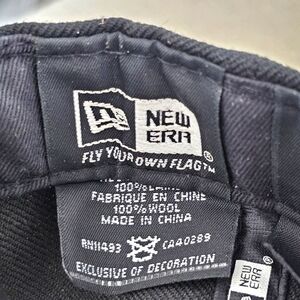 NEW
ERA®
FLY YOUR OWN FLAG™
100% LAINE
FABRIQUE EN CHINE
100% WOOL
MADE IN CHINA
RN11493 CA40289
EXCLUSIVE OF DECORATION
NEW
ERA